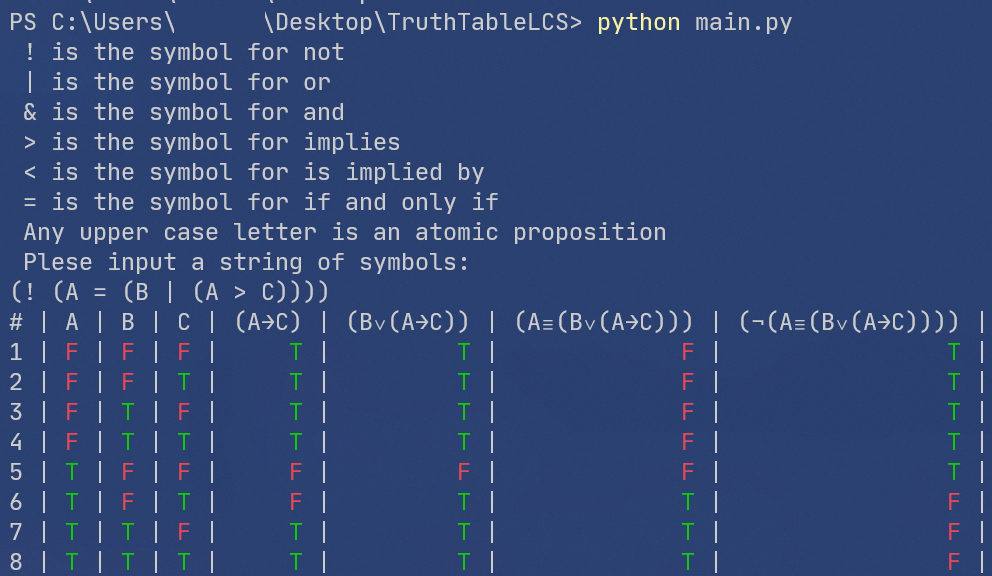 PS C:\Users\ \Desktop\TruthTableLCS> python main.py
! is the symbol for not
| is the symbol for or
& is the symbol for and
> is the symbol for implies
< is the symbol for is implied by
= is the symbol for if and only if
Any upper case letter is an atomic proposition
Plese input a string of symbols:
(! (A = (B | (A > C))))
# | A | B | C | (A→C) | (B∨(A→C)) | (A≡(B∨(A→C))) | (¬(A≡(B∨(A→C)))) |
1 | F | F | F | T | T | F | T |
2 | F | F | T | T | T | F | T |
3 | F | T | F | T | T | F | T |
4 | F | T | T | T | T | F | T |
5 | T | F | F | F | F | F | T |
6 | T | F | T | F | T | T | F |
7 | T | T | F | T | T | T | F |
8 | T | T | T | T | T | T | F |